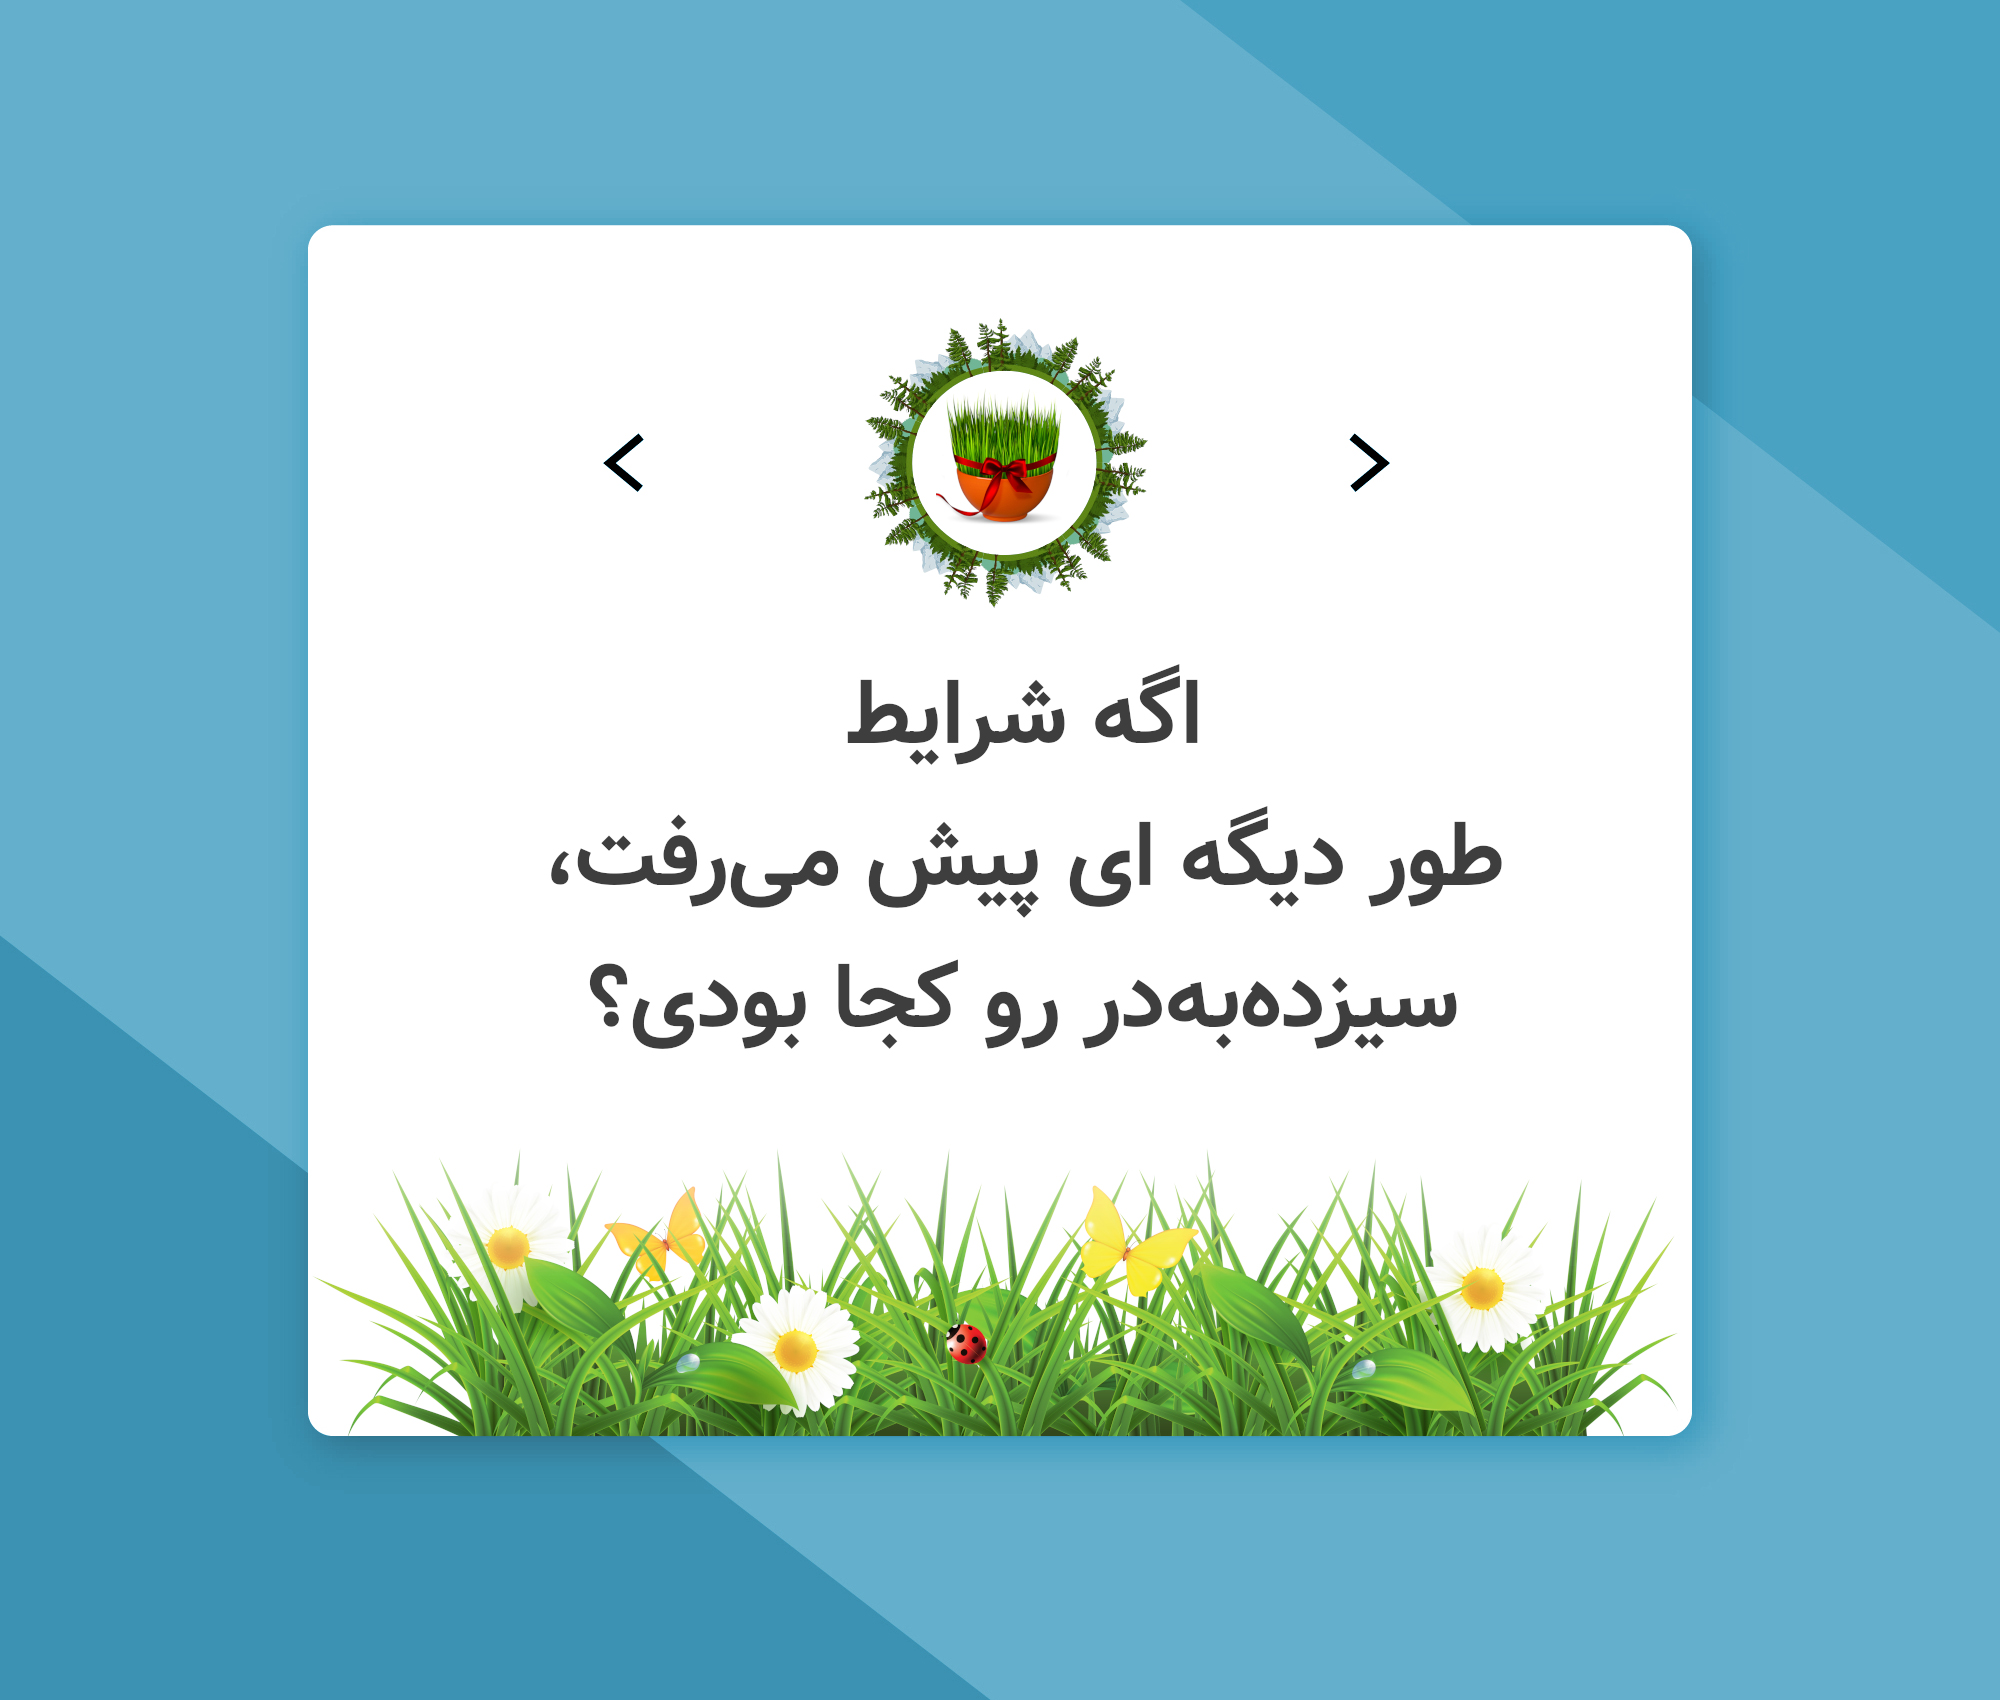 اگه شرایط
طور دیگه ای پیش می‌رفت،
سیزده‌به‌در رو کجا بودی؟